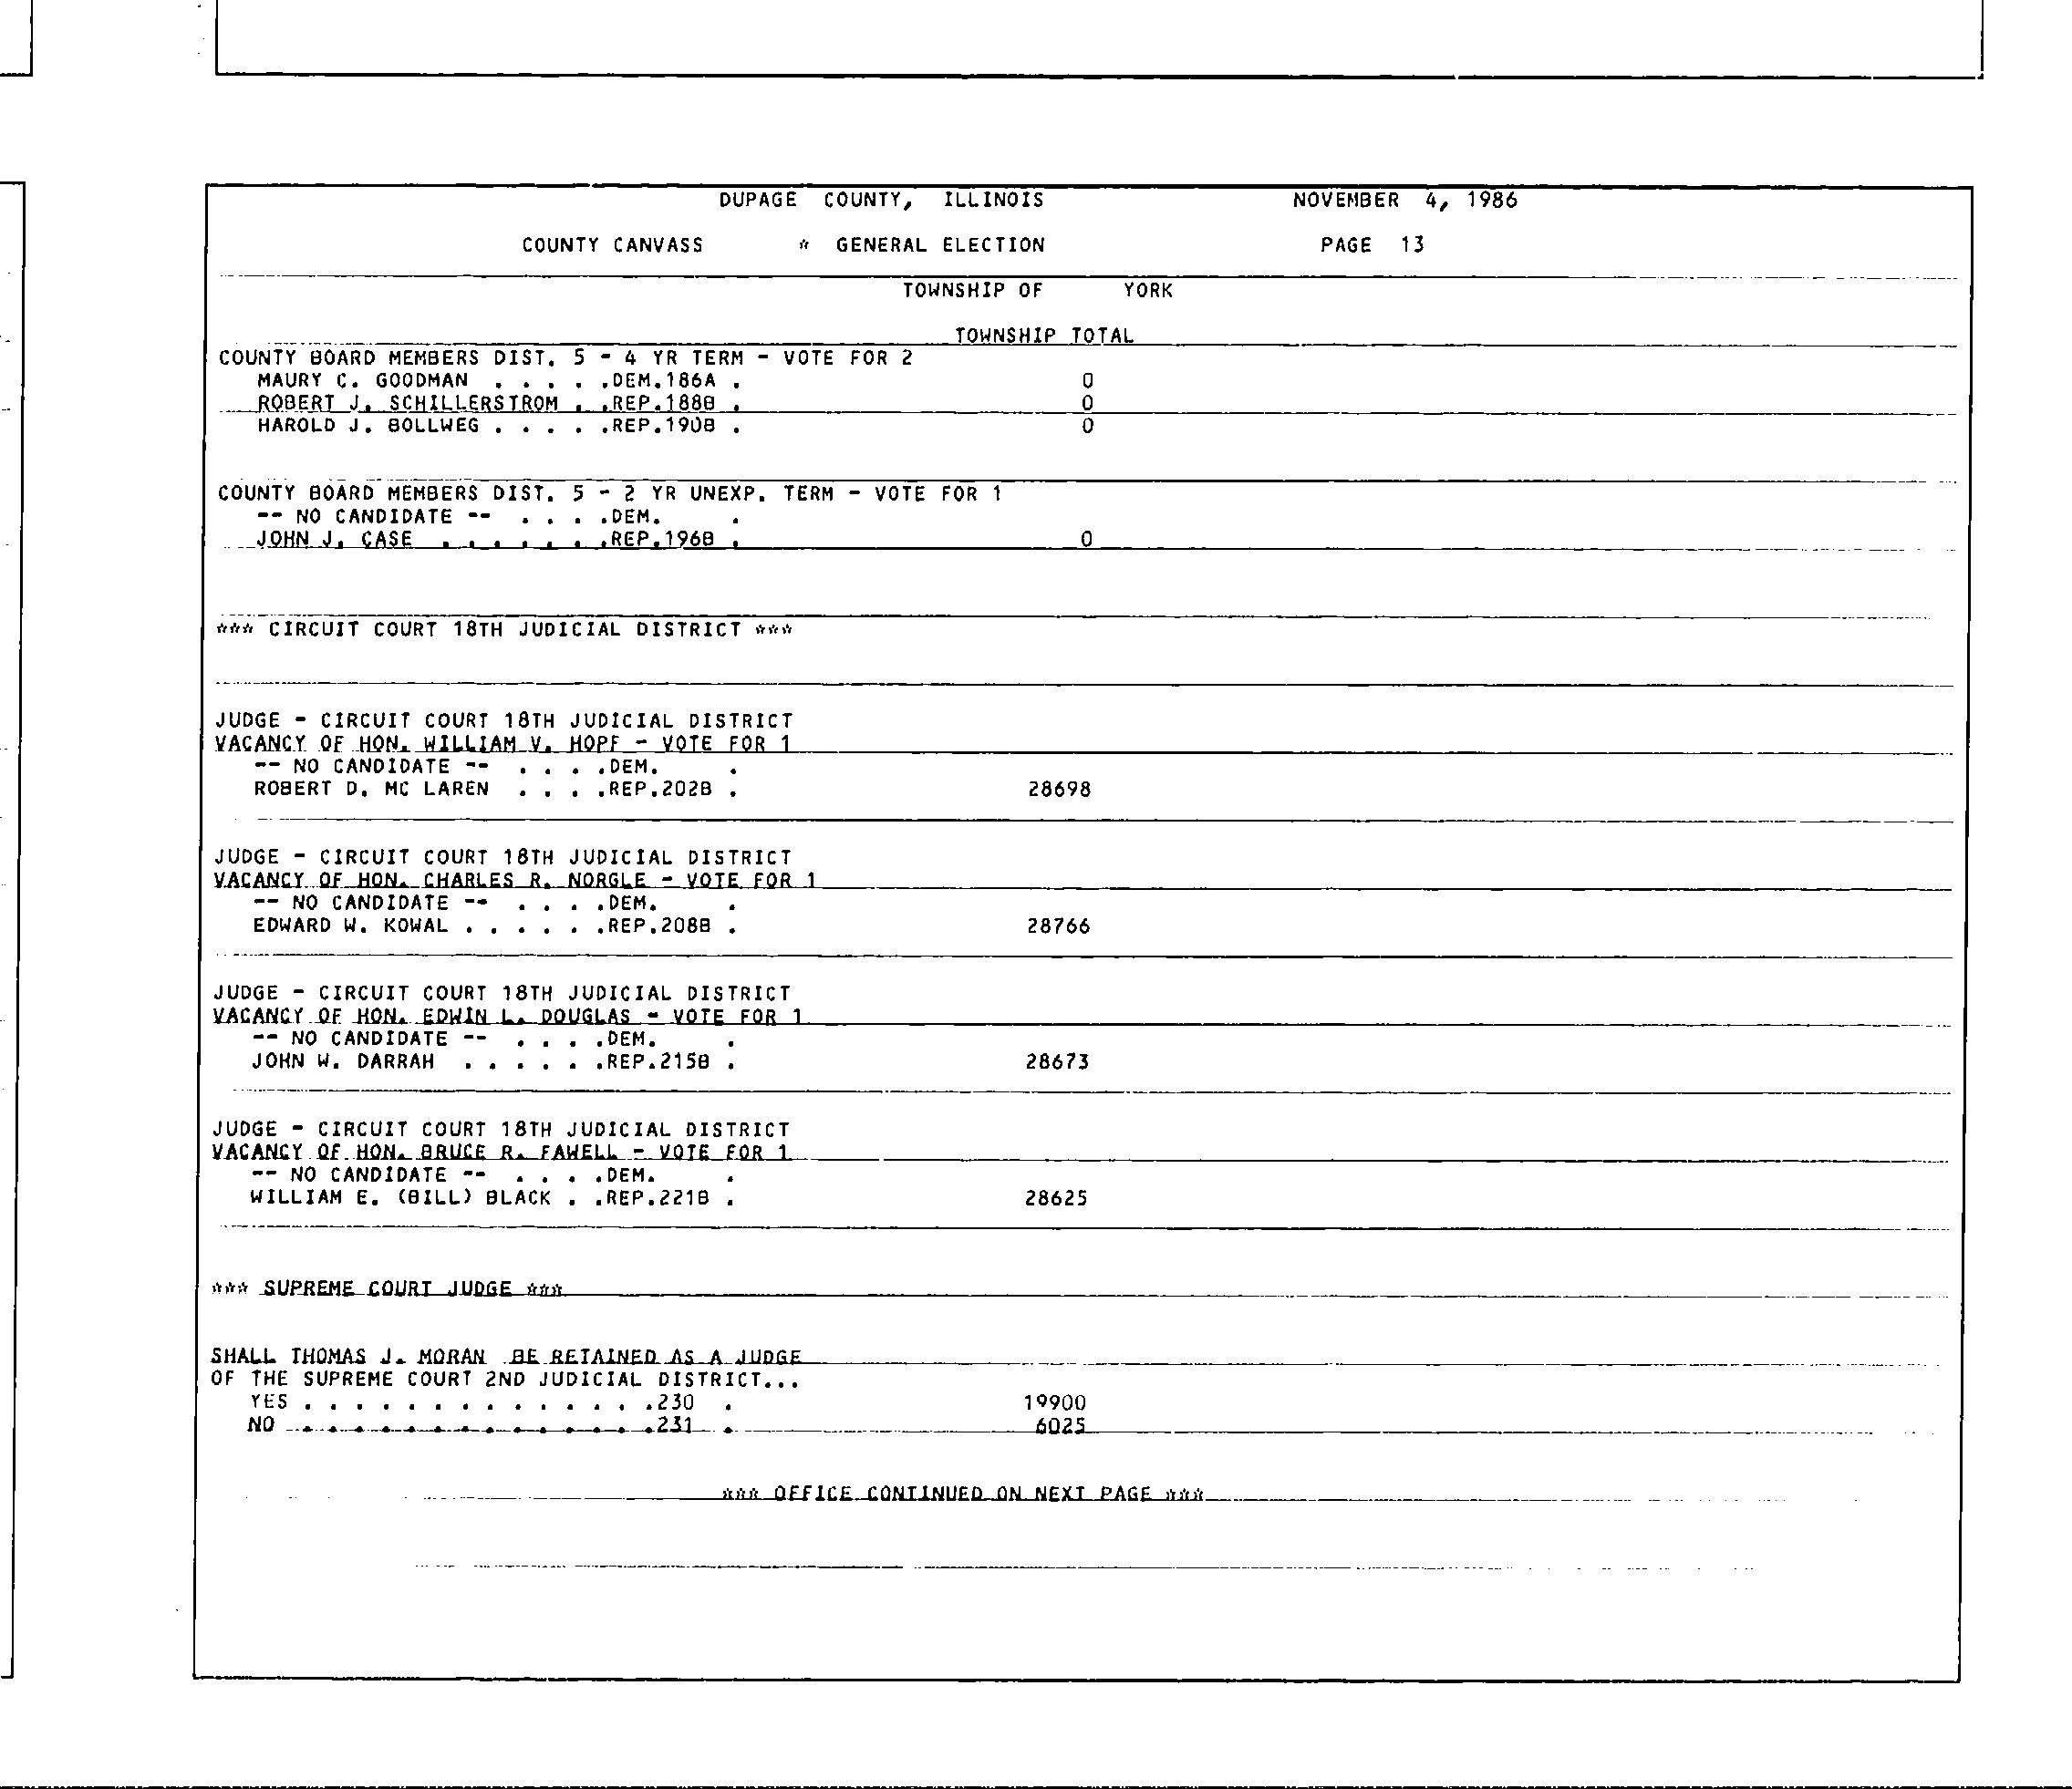 DUPAGE COUNTY, ILLINOIS NOVEMBER 4, 1986
COUNTY CANVASS * GENERAL ELECTION PAGE 13
TOWNSHIP OF YORK
TOWNSHIP TOTAL
COUNTY BOARD MEMBERS DIST. 5 - 4 YR TERM - VOTE FOR 2
MAURY C. GOODMAN . . . . .DEM.186A . 0
ROBERT J. SCHILLERSTROM . .REP.188B . 0
HAROLD J. BOLLWEG . . . . .REP.190B . 0
COUNTY BOARD MEMBERS DIST. 5 - 2 YR UNEXP. TERM - VOTE FOR 1
-- NO CANDIDATE -- . . . .DEM. .
JOHN J. CASE . . . . . . .REP.196B . 0
*** CIRCUIT COURT 18TH JUDICIAL DISTRICT ***
JUDGE - CIRCUIT COURT 18TH JUDICIAL DISTRICT
VACANCY OF HON. WILLIAM V. HOPF - VOTE FOR 1
-- NO CANDIDATE -- . . . .DEM. .
ROBERT D. MC LAREN . . . .REP.202B . 28698
JUDGE - CIRCUIT COURT 18TH JUDICIAL DISTRICT
VACANCY OF HON. CHARLES R. NORGLE - VOTE FOR 1
-- NO CANDIDATE -- . . . .DEM. .
EDWARD W. KOWAL . . . . . .REP.208B . 28766
JUDGE - CIRCUIT COURT 18TH JUDICIAL DISTRICT
VACANCY OF HON. EDWIN L. DOUGLAS - VOTE FOR 1
-- NO CANDIDATE -- . . . .DEM. .
JOHN W. DARRAH . . . . . .REP.215B . 28673
JUDGE - CIRCUIT COURT 18TH JUDICIAL DISTRICT
VACANCY OF HON. BRUCE R. FAWELL - VOTE FOR 1
-- NO CANDIDATE -- . . . .DEM. .
WILLIAM E. (BILL) BLACK . .REP.221B . 28625
*** SUPREME COURT JUDGE ***
SHALL THOMAS J. MORAN BE RETAINED AS A JUDGE
OF THE SUPREME COURT 2ND JUDICIAL DISTRICT...
YES . . . . . . . . . . . . . .230 . 19900
NO . . . . . . . . . . . . . .231 . 6025
*** OFFICE CONTINUED ON NEXT PAGE ***